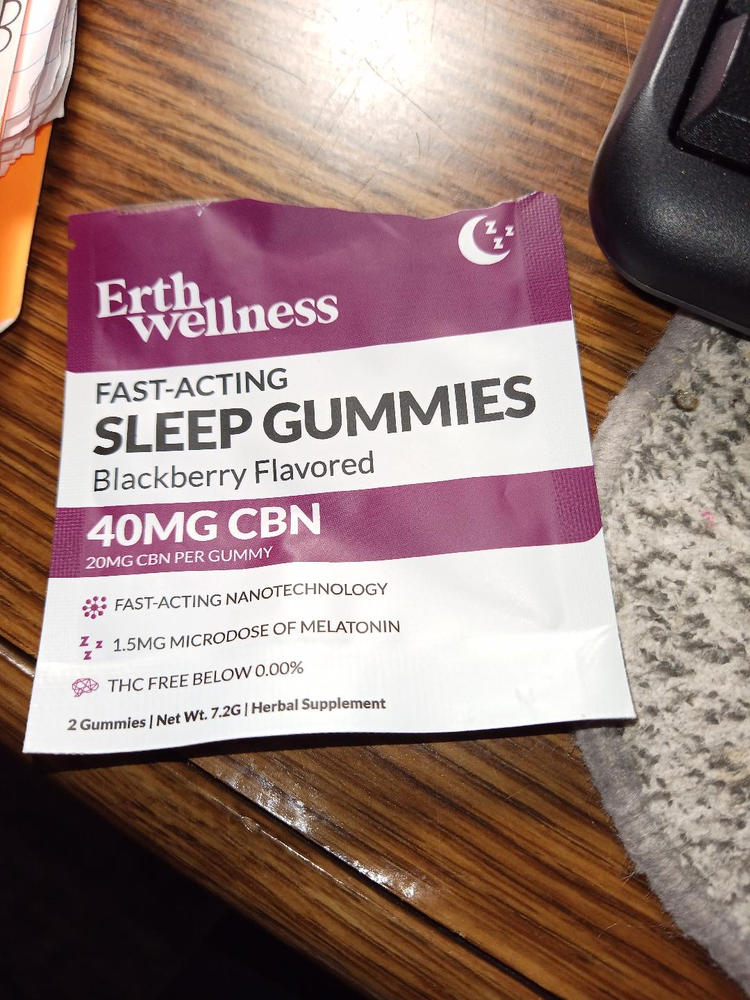 B
z z z
Erth
wellness
FAST-ACTING
SLEEP GUMMIES
Blackberry Flavored
40MG CBN
20MG CBN PER GUMMY
FAST-ACTING NANOTECHNOLOGY
z z z
1.5MG MICRODOSE OF MELATONIN
THC FREE BELOW 0.00%
2 Gummies | Net Wt. 7.2G | Herbal Supplement